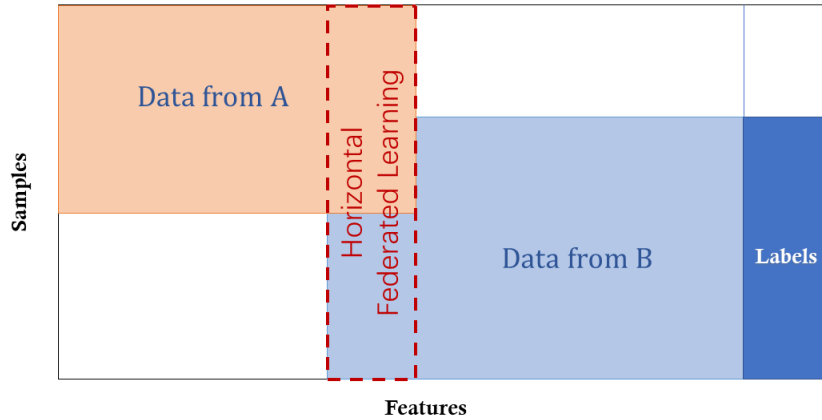 Data from A
Horizontal
Federated Learning
Samples
Data from B
Labels
Features